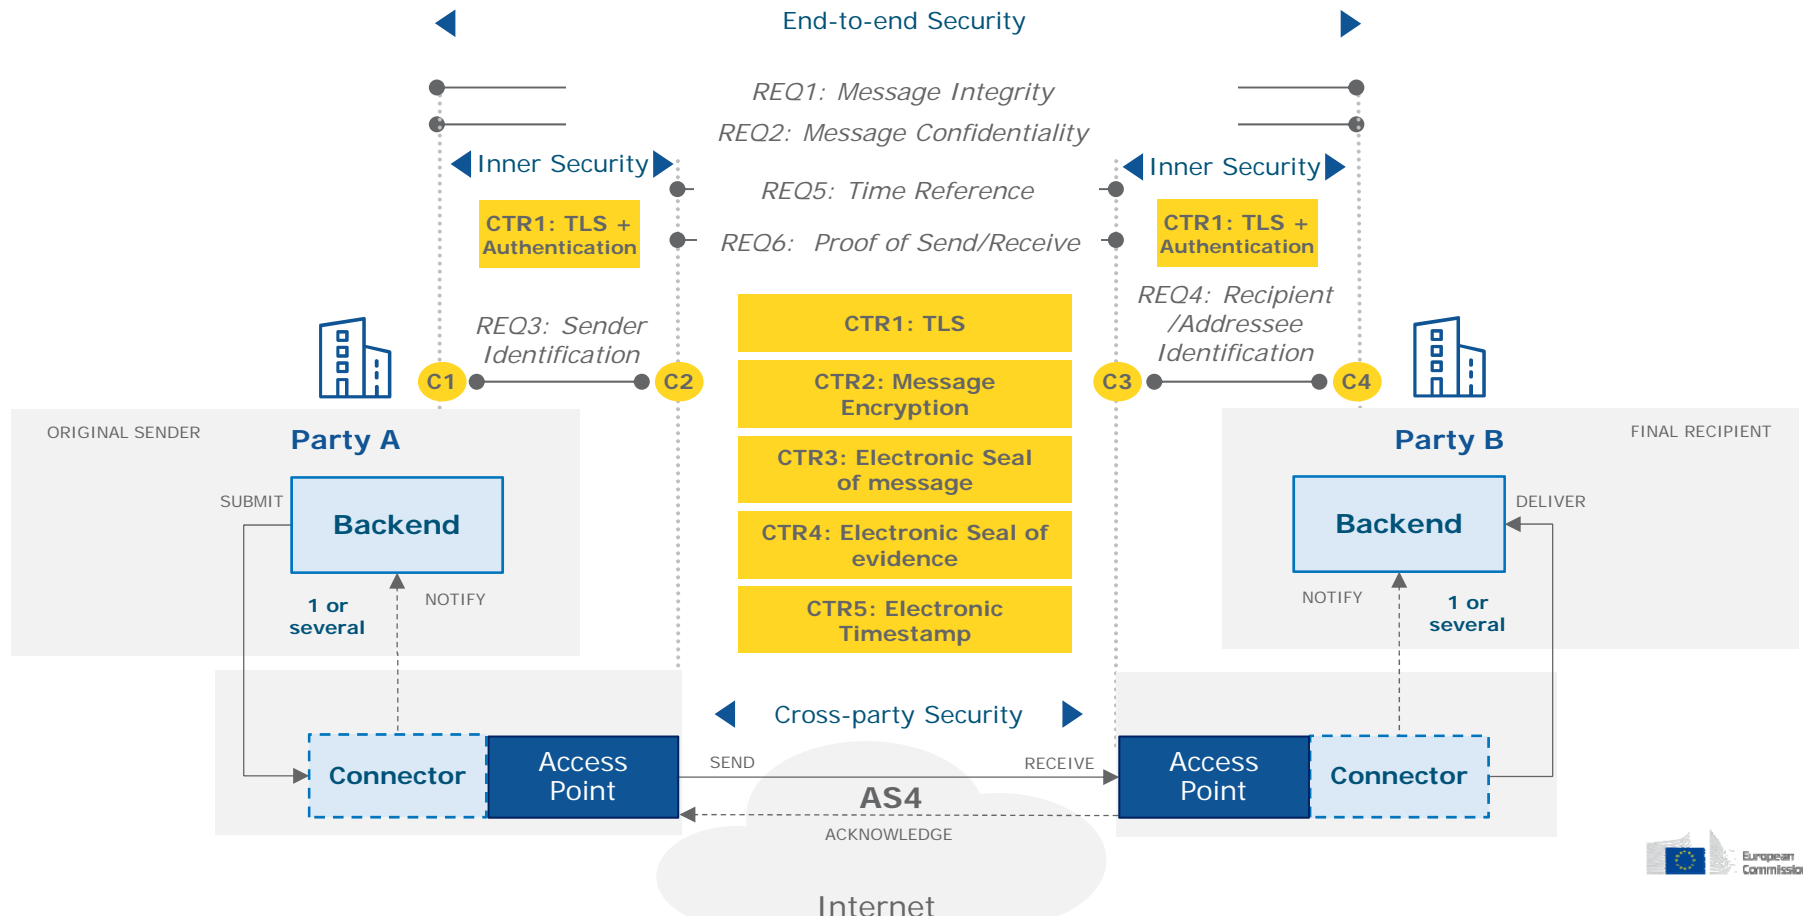 End-to-end Security
REQ1: Message Integrity
REQ2: Message Confidentiality
Inner Security
Inner Security
REQ5: Time Reference
CTR1: TLS +
Authentication
CTR1: TLS +
Authentication
REQ6: Proof of Send/Receive
REQ4: Recipient
/Addressee
Identification
REQ3: Sender
Identification
CTR1: TLS
C1
C2
CTR2: Message
Encryption
C3
C4
ORIGINAL SENDER
Party A
Party B
FINAL RECIPIENT
CTR3: Electronic Seal
of message
SUBMIT
Backend
Backend
DELIVER
CTR4: Electronic Seal of
evidence
1 or
several
NOTIFY
NOTIFY
1 or
several
CTR5: Electronic
Timestamp
Cross-party Security
Connector
Access
Point
SEND
RECEIVE
Access
Point
Connector
AS4
ACKNOWLEDGE
Internet
European
Commission